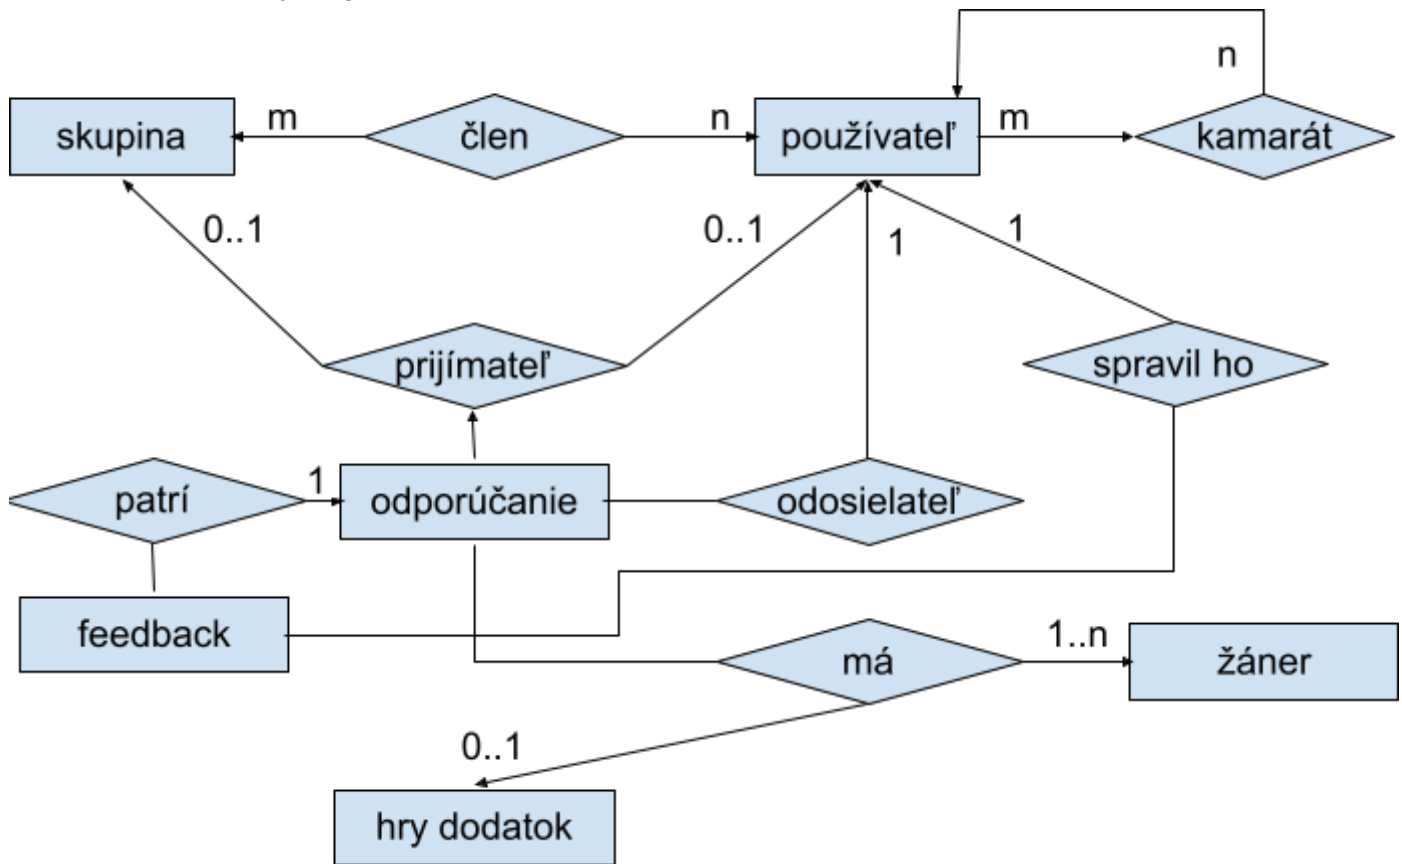 n
skupina
m
člen
n
používateľ
m
kamarát
0..1
0..1
1
1
prijímateľ
spravil ho
patrí
1
odporúčanie
odosielateľ
feedback
má
1..n
žáner
0..1
hry dodatok